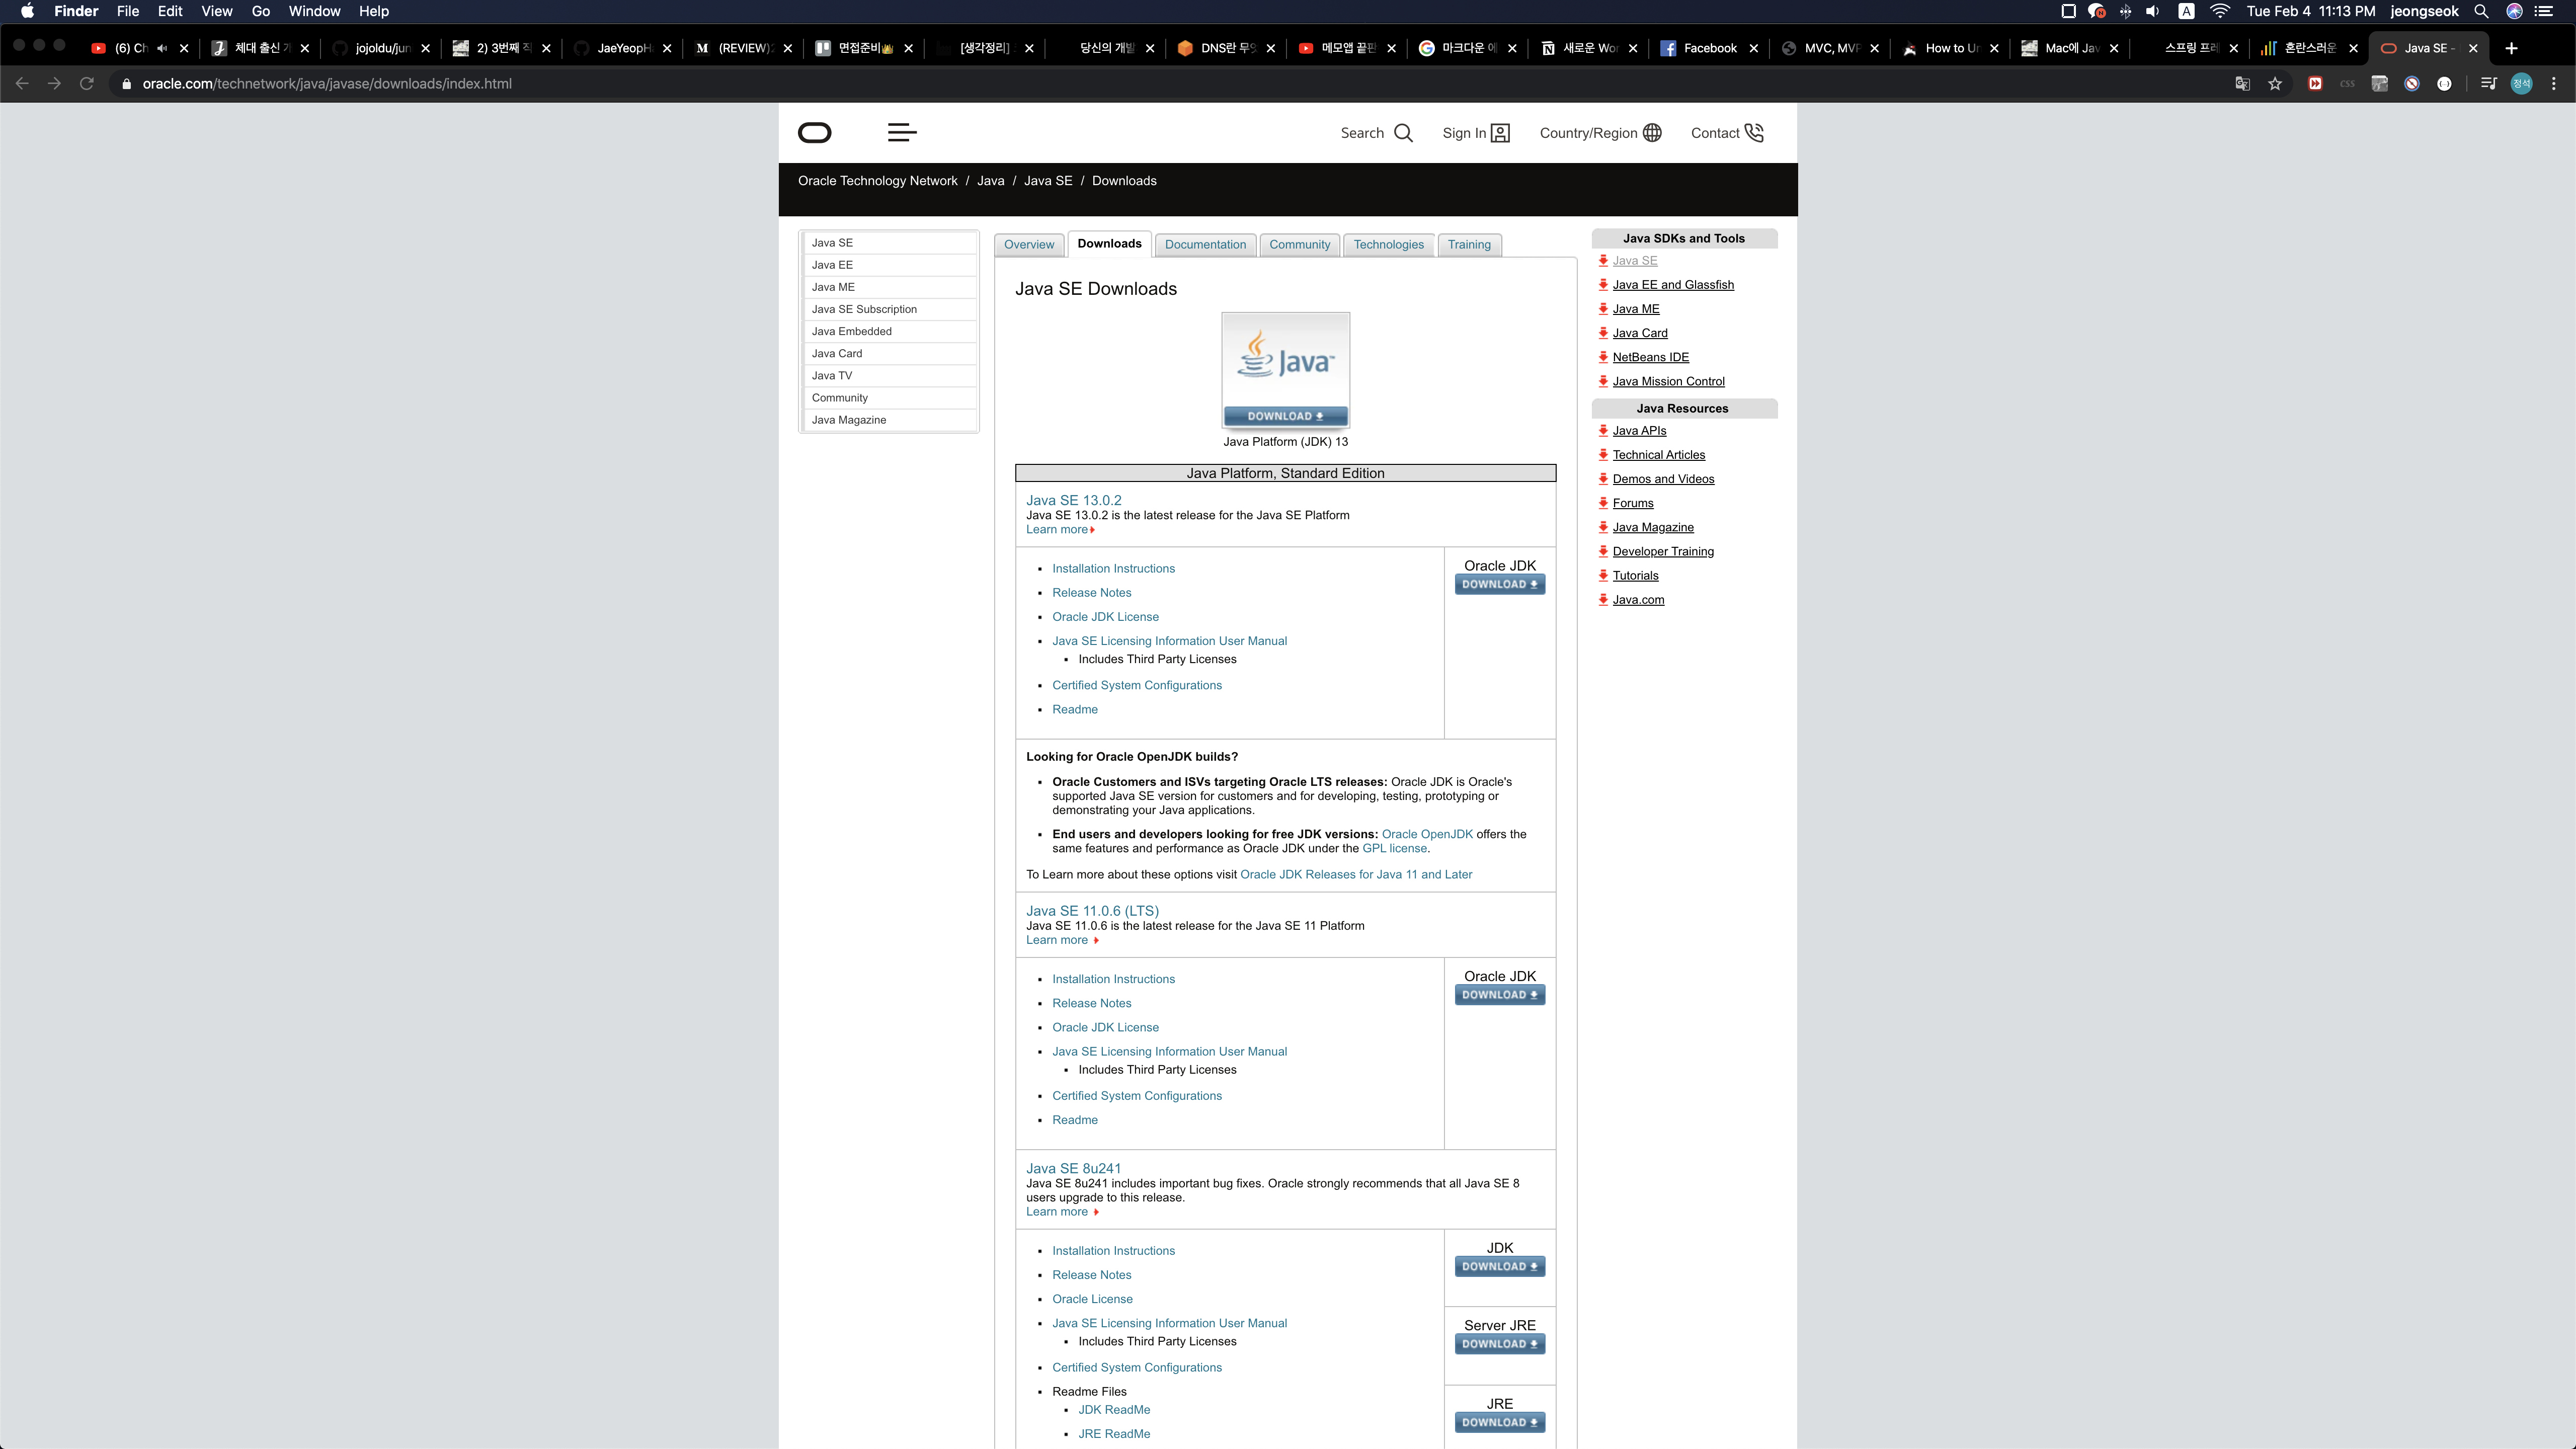 Finder File Edit View Go Window Help
A Tue Feb 4 11:13 PM jeongseok
(6) Ch
체대 출신
jojoldu/jun
2) 3번째 직
JaeYeopHa
(REVIEW)
면접준비
[생각정리]
당신의 개발
DNS란 무엇
메모앱 끝판
마크다운 에
새로운 Wor
Facebook
MVC, MVP
How to Un
Mac에 Jav
스프링 프레
혼란스러운
Java SE -
oracle.com/technetwork/java/javase/downloads/index.html
css
정석
Search Sign In Country/Region Contact
Oracle Technology Network / Java / Java SE / Downloads
Java SE
Java EE
Java ME
Java SE Subscription
Java Embedded
Java Card
Java TV
Community
Java Magazine
Overview Downloads Documentation Community Technologies Training
Java SE Downloads
Java™
DOWNLOAD
Java Platform (JDK) 13
Java Platform, Standard Edition
Java SE 13.0.2
Java SE 13.0.2 is the latest release for the Java SE Platform
Learn more
Installation Instructions
Release Notes
Oracle JDK License
Java SE Licensing Information User Manual
Includes Third Party Licenses
Certified System Configurations
Readme
Oracle JDK
DOWNLOAD
Looking for Oracle OpenJDK builds?
Oracle Customers and ISVs targeting Oracle LTS releases: Oracle JDK is Oracle's
supported Java SE version for customers and for developing, testing, prototyping or
demonstrating your Java applications.
End users and developers looking for free JDK versions: Oracle OpenJDK offers the
same features and performance as Oracle JDK under the GPL license.
To Learn more about these options visit Oracle JDK Releases for Java 11 and Later
Java SE 11.0.6 (LTS)
Java SE 11.0.6 is the latest release for the Java SE 11 Platform
Learn more
Installation Instructions
Release Notes
Oracle JDK License
Java SE Licensing Information User Manual
Includes Third Party Licenses
Certified System Configurations
Readme
Oracle JDK
DOWNLOAD
Java SE 8u241
Java SE 8u241 includes important bug fixes. Oracle strongly recommends that all Java SE 8
users upgrade to this release.
Learn more
Installation Instructions
Release Notes
Oracle License
Java SE Licensing Information User Manual
Includes Third Party Licenses
Certified System Configurations
Readme Files
JDK ReadMe
JRE ReadMe
JDK
DOWNLOAD
Server JRE
DOWNLOAD
JRE
DOWNLOAD
Java SDKs and Tools
Java SE
Java EE and Glassfish
Java ME
Java Card
NetBeans IDE
Java Mission Control
Java Resources
Java APIs
Technical Articles
Demos and Videos
Forums
Java Magazine
Developer Training
Tutorials
Java.com